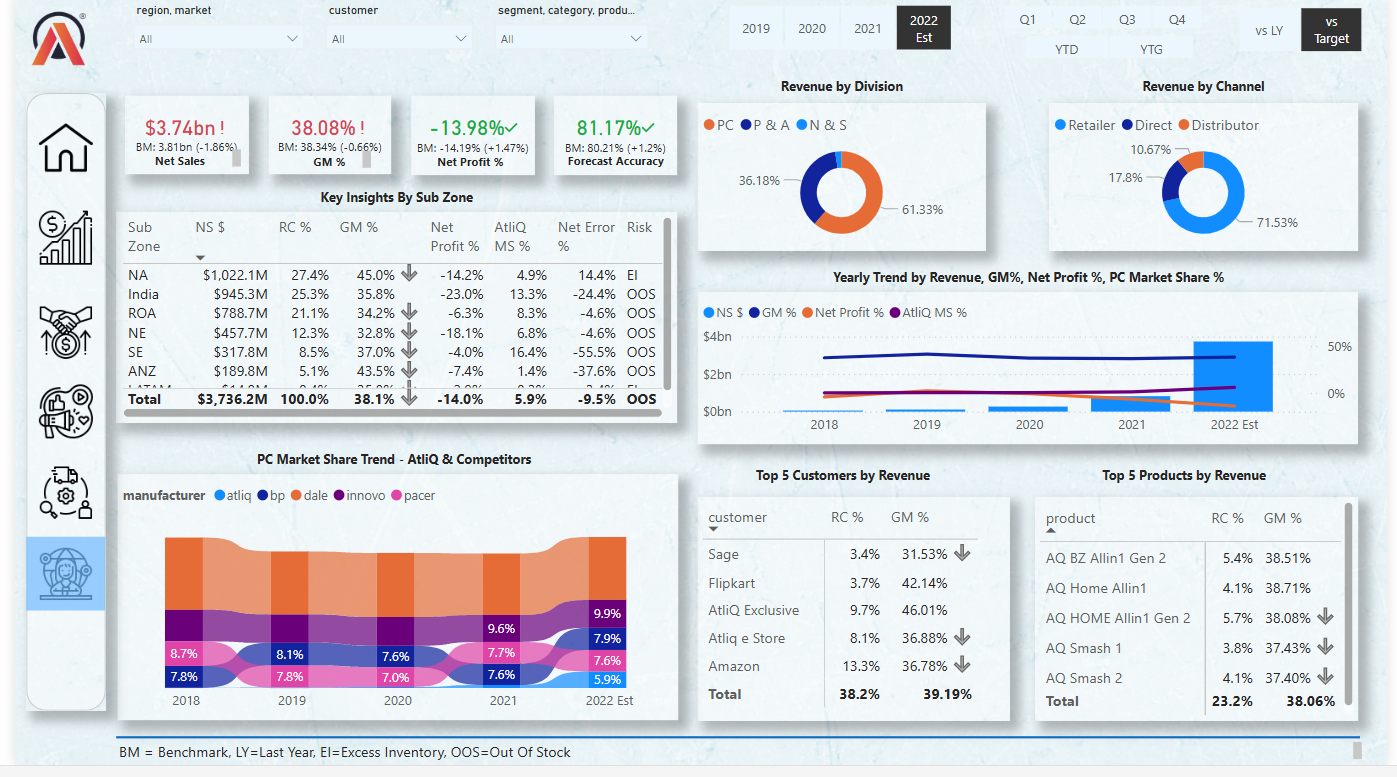 region, market
customer
segment, category, produ...
All
All
All
2019
2020
2021
2022
Est
Q1
Q2
Q3
Q4
YTD
YTG
vs LY
vs
Target
$3.74bn !
BM: 3.81bn (-1.86%)
Net Sales
38.08% !
BM: 38.34% (-0.66%)
GM %
-13.98%✓
BM: -14.19% (+1.47%)
Net Profit %
81.17%✓
BM: 80.21% (+1.2%)
Forecast Accuracy
Revenue by Division
PC P & A N & S
36.18%
61.33%
Revenue by Channel
Retailer Direct Distributor
10.67%
17.8%
71.53%
Key Insights By Sub Zone
Sub Zone NS $ RC % GM % Net Profit % AtliQ MS % Net Error % Risk
NA $1,022.1M 27.4% 45.0% -14.2% 4.9% 14.4% EI
India $945.3M 25.3% 35.8% -23.0% 13.3% -24.4% OOS
ROA $788.7M 21.1% 34.2% -6.3% 8.3% -4.6% OOS
NE $457.7M 12.3% 32.8% -18.1% 6.8% -4.6% OOS
SE $317.8M 8.5% 37.0% -4.0% 16.4% -55.5% OOS
ANZ $189.8M 5.1% 43.5% -7.4% 1.4% -37.6% OOS
Total $3,736.2M 100.0% 38.1% -14.0% 5.9% -9.5% OOS
Yearly Trend by Revenue, GM%, Net Profit %, PC Market Share %
NS $ GM % Net Profit % AtliQ MS %
$4bn
$2bn
$0bn
50%
0%
2018 2019 2020 2021 2022 Est
PC Market Share Trend - AtliQ & Competitors
manufacturer atliq bp dale innovo pacer
8.7%
7.8%
8.1%
7.8%
7.6%
7.0%
9.6%
7.7%
7.6%
9.9%
7.9%
7.6%
5.9%
2018 2019 2020 2021 2022 Est
Top 5 Customers by Revenue
customer RC % GM %
Sage 3.4% 31.53%
Flipkart 3.7% 42.14%
AtliQ Exclusive 9.7% 46.01%
Atliq e Store 8.1% 36.88%
Amazon 13.3% 36.78%
Total 38.2% 39.19%
Top 5 Products by Revenue
product RC % GM %
AQ BZ Allin1 Gen 2 5.4% 38.51%
AQ Home Allin1 4.1% 38.71%
AQ HOME Allin1 Gen 2 5.7% 38.08%
AQ Smash 1 3.8% 37.43%
AQ Smash 2 4.1% 37.40%
Total 23.2% 38.06%
BM = Benchmark, LY=Last Year, EI=Excess Inventory, OOS=Out Of Stock